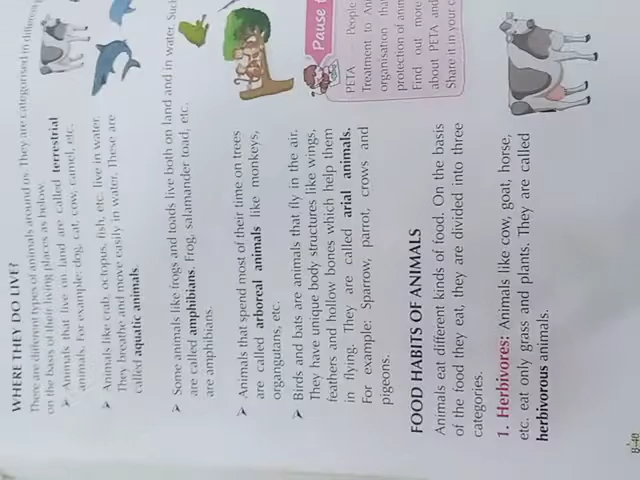 WHERE THEY DO LIVE?
There are different types of animals around us. They are categorised in different
on the basis of their living places as below.
➤ Animals that live on land are called terrestrial
animals. For example: dog, cat, cow, camel, etc.
➤ Animals like crab, octopus, fish, etc. live in water.
They breathe and move easily in water. These are
called aquatic animals.
➤ Some animals like frogs and toads live both on land and in water. Such
are called amphibians. Frog, salamander toad, etc.
are amphibians.
➤ Animals that spend most of their time on trees
are called arboreal animals like monkeys,
organgutans, etc.
➤ Birds and bats are animals that fly in the air.
They have unique body structures like wings,
feathers and hollow bones which help them
in flying. They are called arial animals.
For example: Sparrow, parrot, crows and
pigeons.
Pause
PETA People
Treatment to
organisation
protection of
Find out more
about PETA and
Share it in your
FOOD HABITS OF ANIMALS
Animals eat different kinds of food. On the basis
of the food they eat, they are divided into three
categories.
1. Herbivores: Animals like cow, goat, horse,
etc. eat only grass and plants. They are called
herbivorous animals.